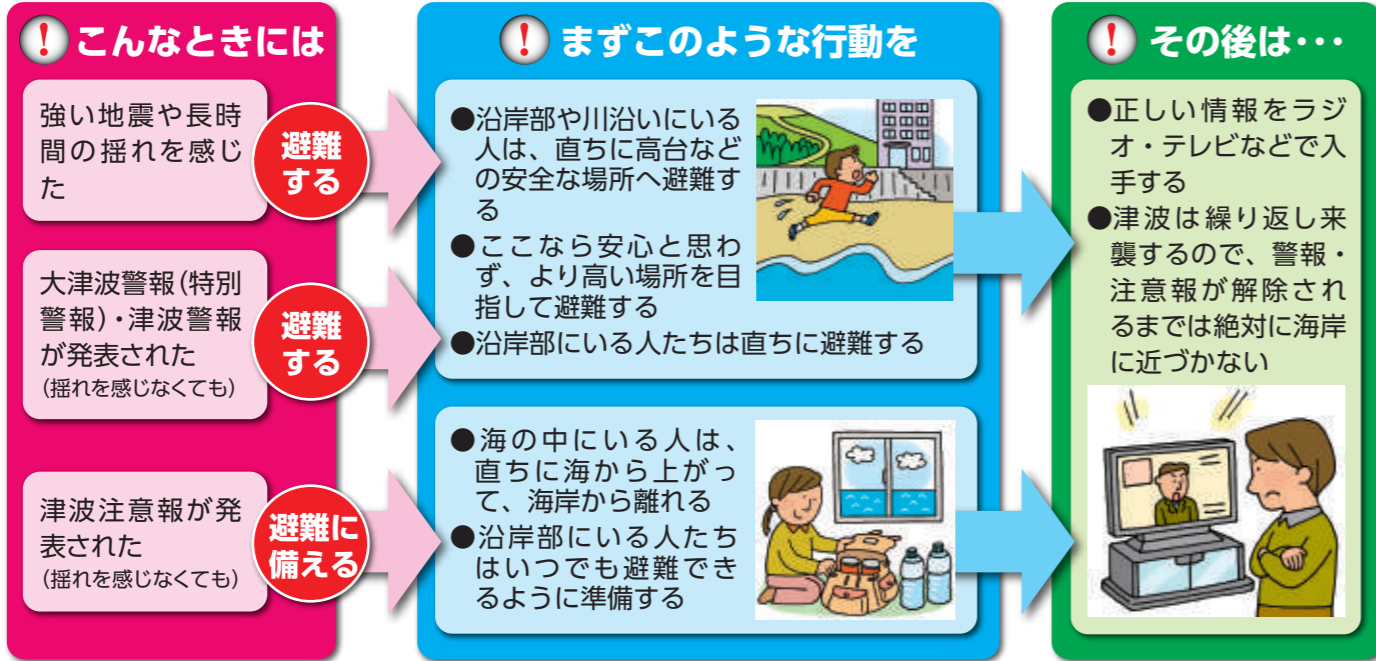 ! こんなときには
強い地震や長時
間の揺れを感じ
た
避難
する
大津波警報(特別
警報)・津波警報
が発表された
(揺れを感じなくても)
避難
する
津波注意報が発
表された
(揺れを感じなくても)
避難に
備える
! まずこのような行動を
●沿岸部や川沿いにいる
人は、直ちに高台など
の安全な場所へ避難す
る
●ここなら安心と思わ
ず、より高い場所を目
指して避難する
●沿岸部にいる人たちは直ちに避難する
●海の中にいる人は、
直ちに海から上がっ
て、海岸から離れる
●沿岸部にいる人たち
はいつでも避難でき
るように準備する
! その後は・・・
●正しい情報をラジ
オ・テレビなどで入
手する
●津波は繰り返し来
襲するので、警報・
注意報が解除され
るまでは絶対に海岸
に近づかない